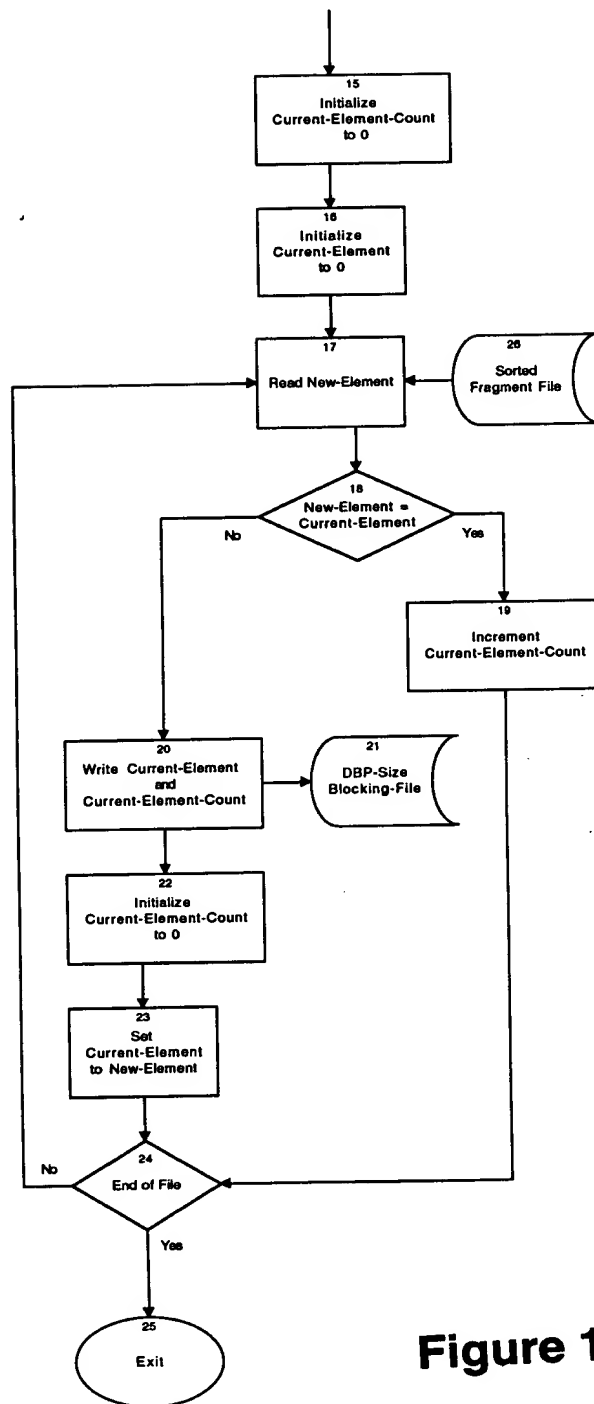 15
Initialize
Current-Element-Count
to 0
16
Initialize
Current-Element
to 0
17
Read New-Element
26
Sorted
Fragment File
18
New-Element =
Current-Element
No
Yes
19
Increment
Current-Element-Count
20
Write Current-Element
and
Current-Element-Count
21
DBP-Size
Blocking-File
22
Initialize
Current-Element-Count
to 0
23
Set
Current-Element
to New-Element
No
24
End of File
Yes
25
Exit
Figure 1